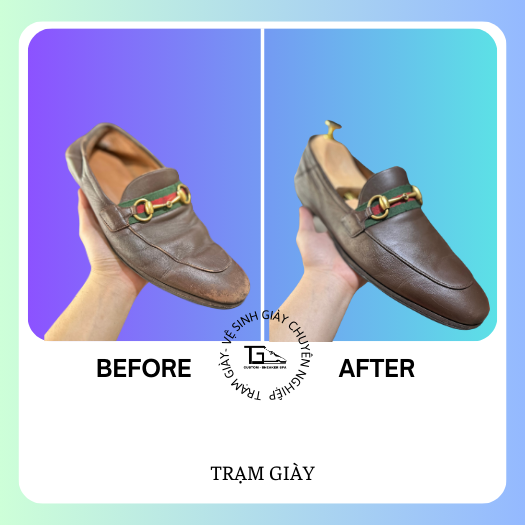 BEFORE
AFTER
TRẠM GIÀY - VỆ SINH GIÀY CHUYÊN NGHIỆP
TG
CUSTOM - SNEAKER SPA
TRẠM GIÀY